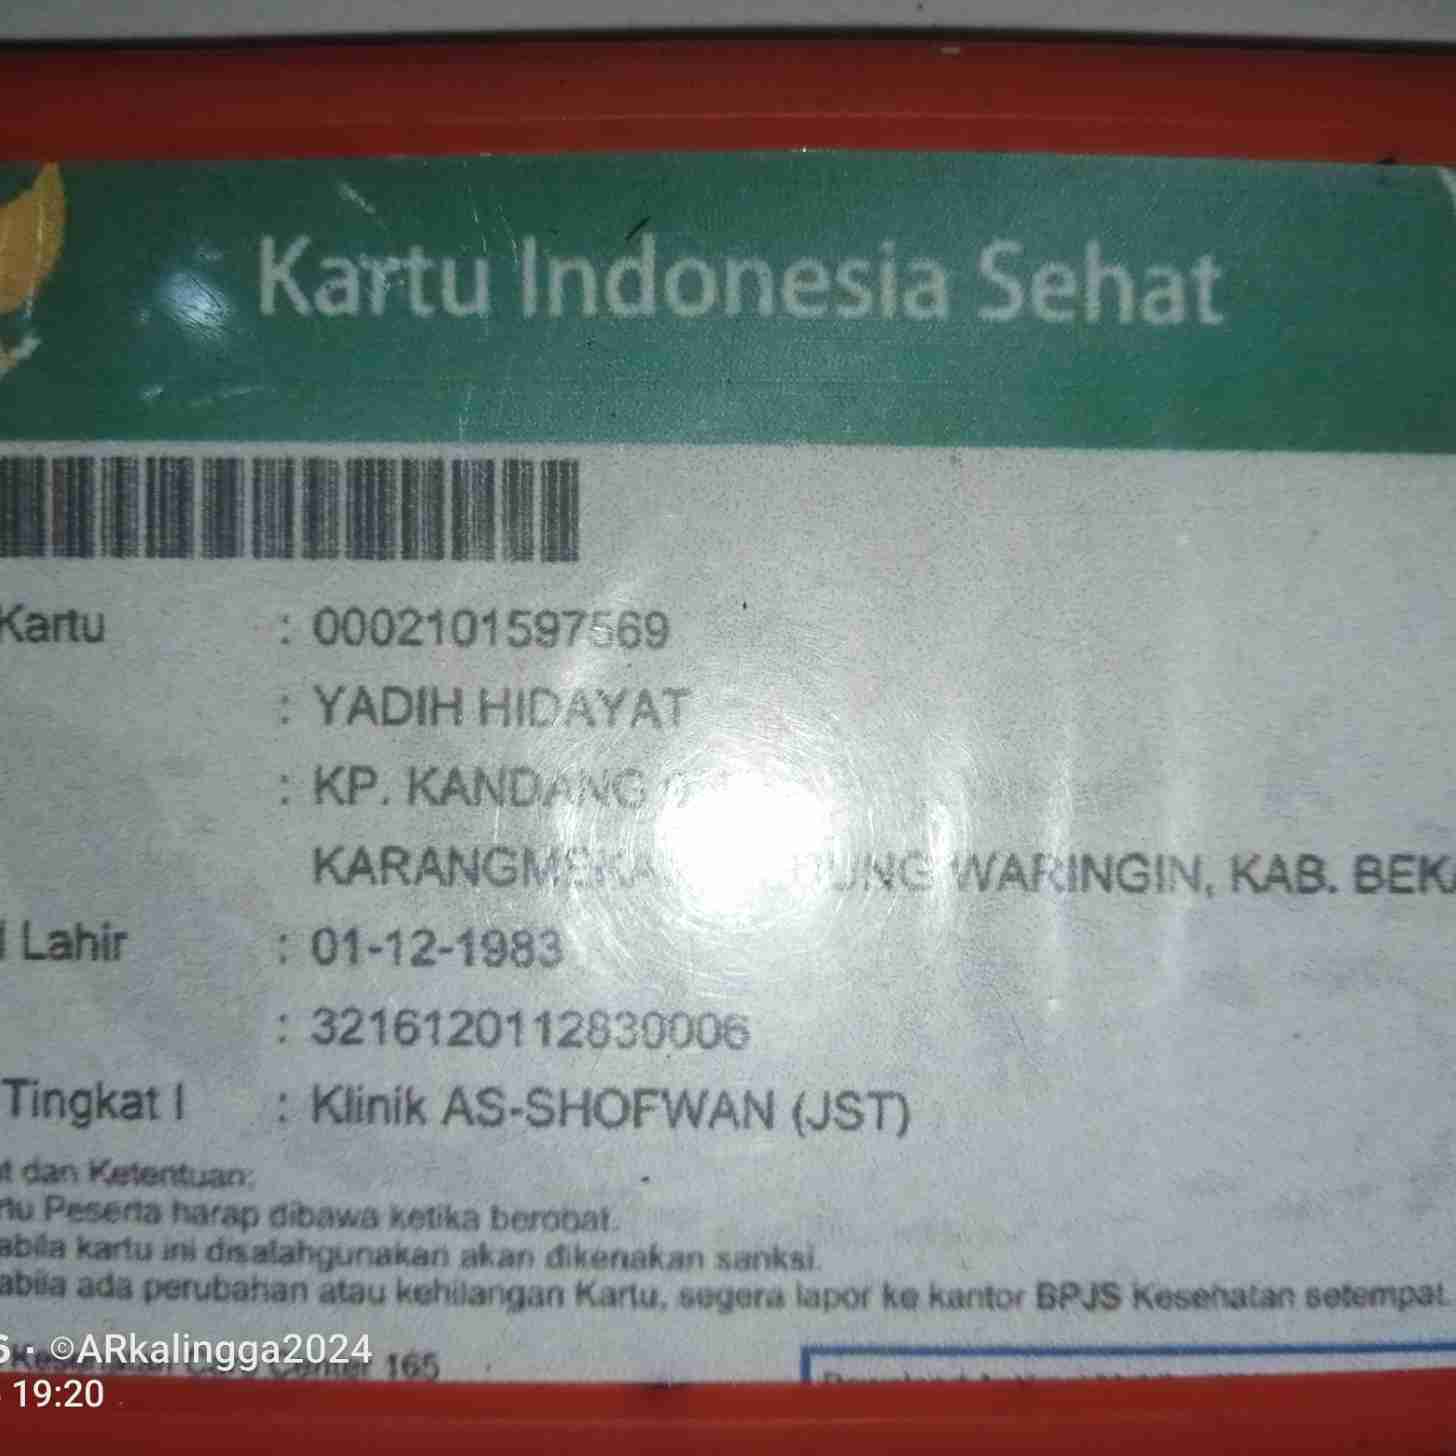 Kartu Indonesia Sehat
Kartu : 0002101597569
: YADIH HIDAYAT
: KP. KANDANG
KARANGMEKAR WARINGIN, KAB. BEKA
Lahir : 01-12-1983
: 3216120112830006
Tingkat I : Klinik AS-SHOFWAN (JST)
t dan Ketentuan:
rtu Peserta harap dibawa ketika berobat.
abila kartu ini disalahgunakan akan dikenakan sanksi.
abila ada perubahan atau kehilangan Kartu, segera lapor ke kantor BPJS Kesehatan setempat.
165
©ARkalingga2024
19:20